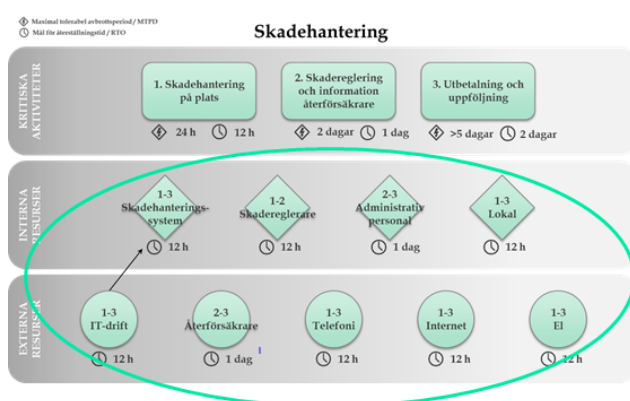 Maximal tolerabel avbrottsperiod / MTPD
Mål för återställningstid / RTO
Skadehantering
KRITISKA
AKTIVITETER
1. Skadehantering
på plats
24 h
12 h
2. Skadereglering
och information
återförsäkrare
2 dagar
1 dag
3. Utbetalning och
uppföljning
>5 dagar
2 dagar
INTERNA
RESURSER
1-3
Skadehanterings-
system
12 h
1-2
Skadereglerare
12 h
2-3
Administrativ
personal
1 dag
1-3
Lokal
12 h
EXTERNA
RESURSER
1-3
IT-drift
12 h
2-3
Återförsäkrare
1 dag
1-3
Telefoni
12 h
1-3
Internet
12 h
1-3
El
12 h